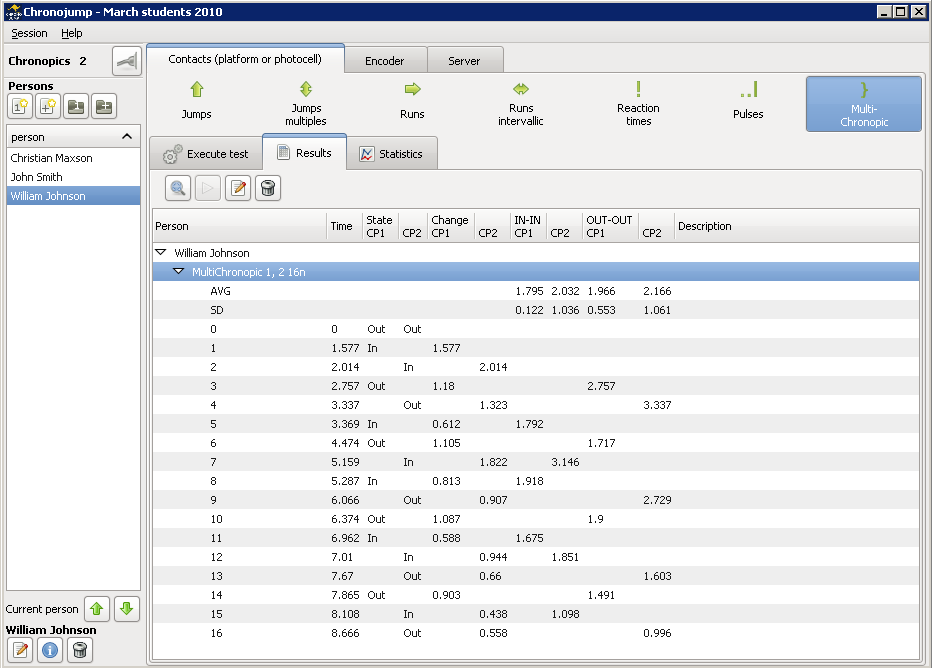 Chronojump - March students 2010
Session Help
Chronopics 2
Contacts (platform or photocell) Encoder Server
Persons
Jumps
Jumps multiples
Runs
Runs intervallic
Reaction times
Pulses
Multi-Chronopic
person
Christian Maxson
John Smith
William Johnson
Execute test Results Statistics
Person Time State CP1 CP2 Change CP1 CP2 IN-IN CP1 CP2 OUT-OUT CP1 CP2 Description
William Johnson
MultiChronopic 1, 2 16n
AVG 1.795 2.032 1.966 2.166
SD 0.122 1.036 0.553 1.061
0 0 Out Out
1 1.577 In 1.577
2 2.014 In 2.014
3 2.757 Out 1.18 2.757
4 3.337 Out 1.323 3.337
5 3.369 In 0.612 1.792
6 4.474 Out 1.105 1.717
7 5.159 In 1.822 3.146
8 5.287 In 0.813 1.918
9 6.066 Out 0.907 2.729
10 6.374 Out 1.087 1.9
11 6.962 In 0.588 1.675
12 7.01 In 0.944 1.851
13 7.67 Out 0.66 1.603
14 7.865 Out 0.903 1.491
15 8.108 In 0.438 1.098
16 8.666 Out 0.558 0.996
Current person
William Johnson